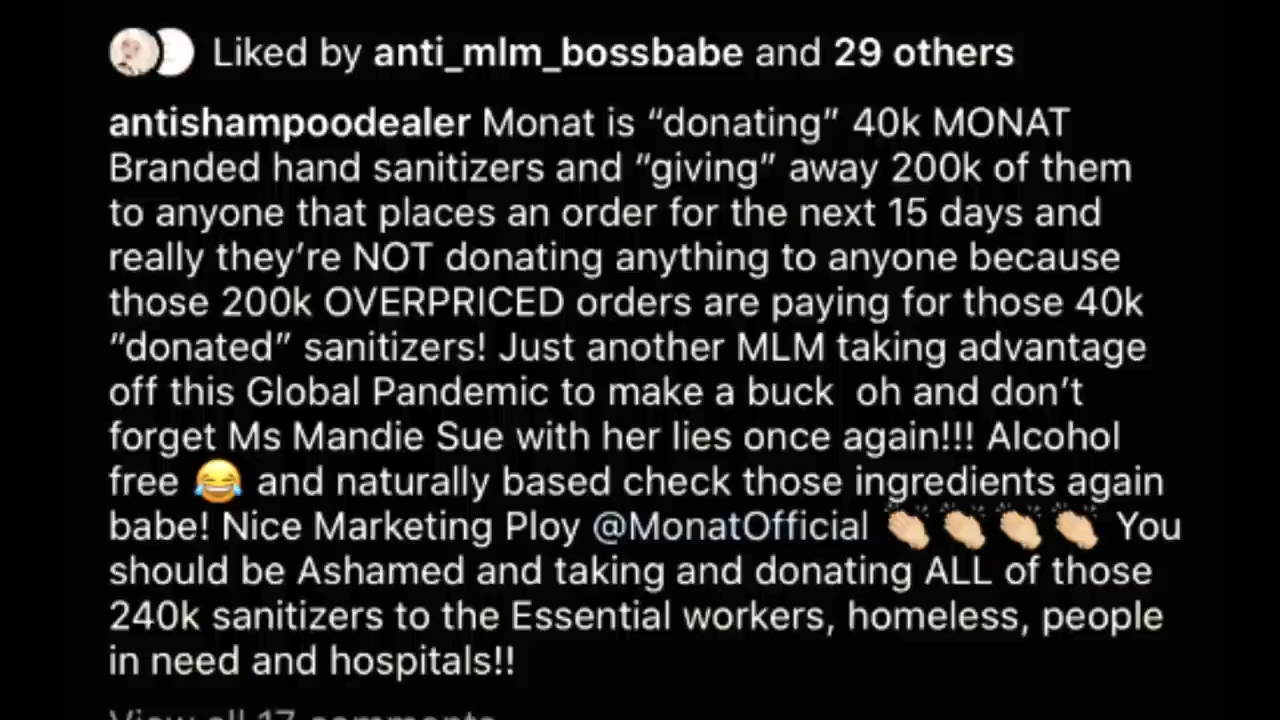 Liked by anti_mlm_bossbabe and 29 others
antishampoodealer Monat is “donating” 40k MONAT
Branded hand sanitizers and “giving” away 200k of them
to anyone that places an order for the next 15 days and
really they’re NOT donating anything to anyone because
those 200k OVERPRICED orders are paying for those 40k
“donated” sanitizers! Just another MLM taking advantage
off this Global Pandemic to make a buck  oh and don’t
forget Ms Mandie Sue with her lies once again!!! Alcohol
free 😂 and naturally based check those ingredients again
babe! Nice Marketing Ploy @MonatOfficial 👏🏼👏🏼👏🏼👏🏼 You
should be Ashamed and taking and donating ALL of those
240k sanitizers to the Essential workers, homeless, people
in need and hospitals!!
View all 17 comments